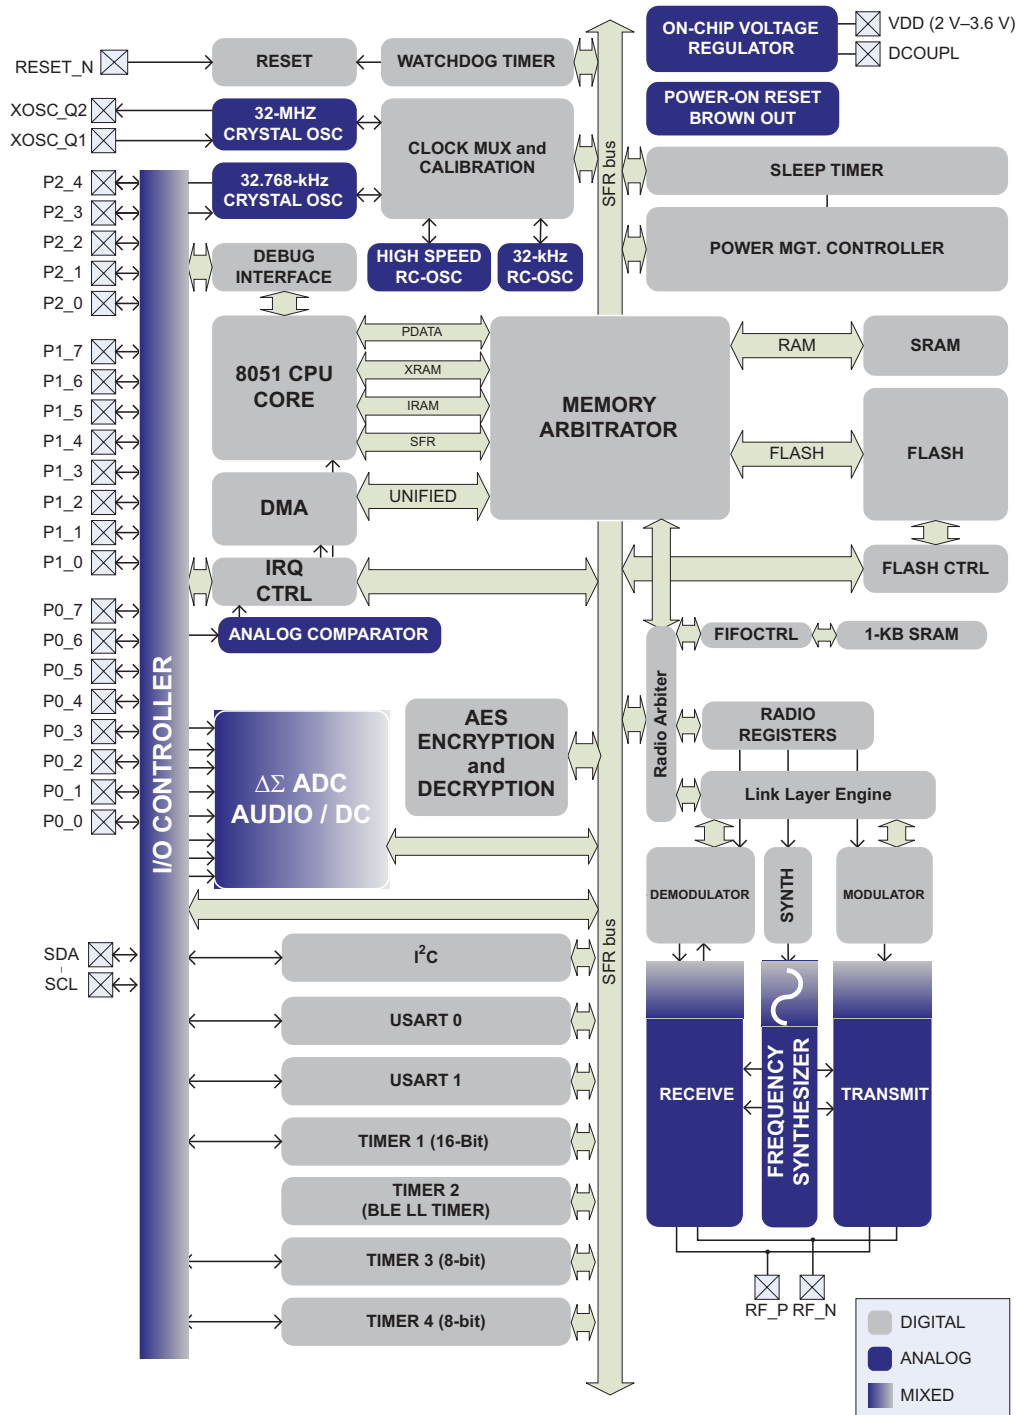 ON-CHIP VOLTAGE
REGULATOR
VDD (2 V–3.6 V)
DCOUPL
RESET_N
RESET
WATCHDOG TIMER
SFR bus
POWER-ON RESET
BROWN OUT
XOSC_Q2
XOSC_Q1
32-MHZ
CRYSTAL OSC
CLOCK MUX and
CALIBRATION
SLEEP TIMER
P2_4
P2_3
P2_2
P2_1
P2_0
32.768-kHz
CRYSTAL OSC
POWER MGT. CONTROLLER
DEBUG
INTERFACE
HIGH SPEED
RC-OSC
32-kHz
RC-OSC
P1_7
P1_6
P1_5
P1_4
P1_3
P1_2
P1_1
P1_0
8051 CPU
CORE
PDATA
XRAM
IRAM
SFR
MEMORY
ARBITRATOR
RAM
SRAM
FLASH
FLASH
DMA
UNIFIED
IRQ
CTRL
FLASH CTRL
P0_7
P0_6
P0_5
P0_4
P0_3
P0_2
P0_1
P0_0
ANALOG COMPARATOR
I/O CONTROLLER
Radio Arbiter
FIFOCTRL
1-KB SRAM
AES
ENCRYPTION
and
DECRYPTION
RADIO
REGISTERS
ΔΣ ADC
AUDIO / DC
Link Layer Engine
DEMODULATOR
SYNTH
MODULATOR
SFR bus
SDA
SCL
I²C
USART 0
USART 1
TIMER 1 (16-Bit)
TIMER 2
(BLE LL TIMER)
TIMER 3 (8-bit)
TIMER 4 (8-bit)
RECEIVE
FREQUENCY
SYNTHESIZER
TRANSMIT
RF_P
RF_N
DIGITAL
ANALOG
MIXED